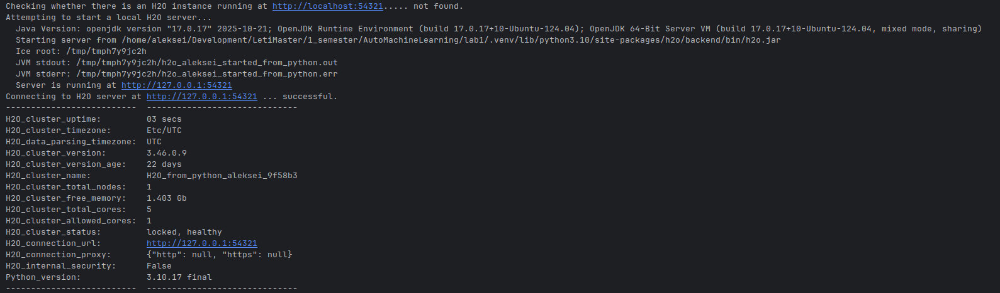 Checking whether there is an H2O instance running at http://localhost:54321..... not found.
Attempting to start a local H2O server...
  Java Version: openjdk version "17.0.17" 2025-10-21; OpenJDK Runtime Environment (build 17.0.17+10-Ubuntu-124.04); OpenJDK 64-Bit Server VM (build 17.0.17+10-Ubuntu-124.04, mixed mode, sharing)
  Starting server from /home/aleksei/Development/LetiMaster/1_semester/AutoMachineLearning/lab1/.venv/lib/python3.10/site-packages/h2o/backend/bin/h2o.jar
  Ice root: /tmp/tmph7y9jc2h
  JVM stdout: /tmp/tmph7y9jc2h/h2o_aleksei_started_from_python.out
  JVM stderr: /tmp/tmph7y9jc2h/h2o_aleksei_started_from_python.err
  Server is running at http://127.0.0.1:54321
Connecting to H2O server at http://127.0.0.1:54321 ... successful.
--------------------------  ------------------------------
H2O_cluster_uptime:         03 secs
H2O_cluster_timezone:       Etc/UTC
H2O_data_parsing_timezone:  UTC
H2O_cluster_version:        3.46.0.9
H2O_cluster_version_age:    22 days
H2O_cluster_name:           H2O_from_python_aleksei_9f58b3
H2O_cluster_total_nodes:    1
H2O_cluster_free_memory:    1.403 Gb
H2O_cluster_total_cores:    5
H2O_cluster_allowed_cores:  1
H2O_cluster_status:         locked, healthy
H2O_connection_url:         http://127.0.0.1:54321
H2O_connection_proxy:       {"http": null, "https": null}
H2O_internal_security:      False
Python_version:             3.10.17 final
--------------------------  ------------------------------